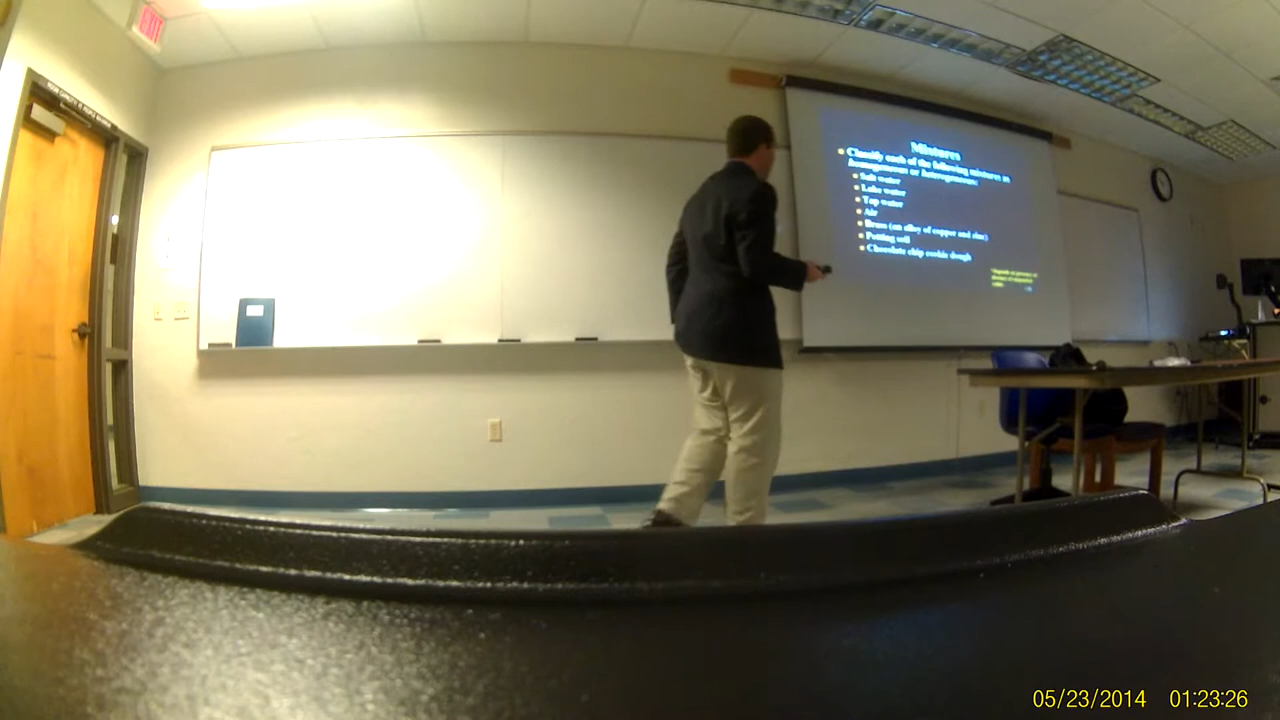 EXIT
Mixtures
Classify each of the following mixtures as
homogeneous or heterogeneous:
Salt water
Lake water
Tap water
Air
Brass (an alloy of copper and zinc)
Potting soil
Chocolate chip cookie dough
05/23/2014 01:23:26